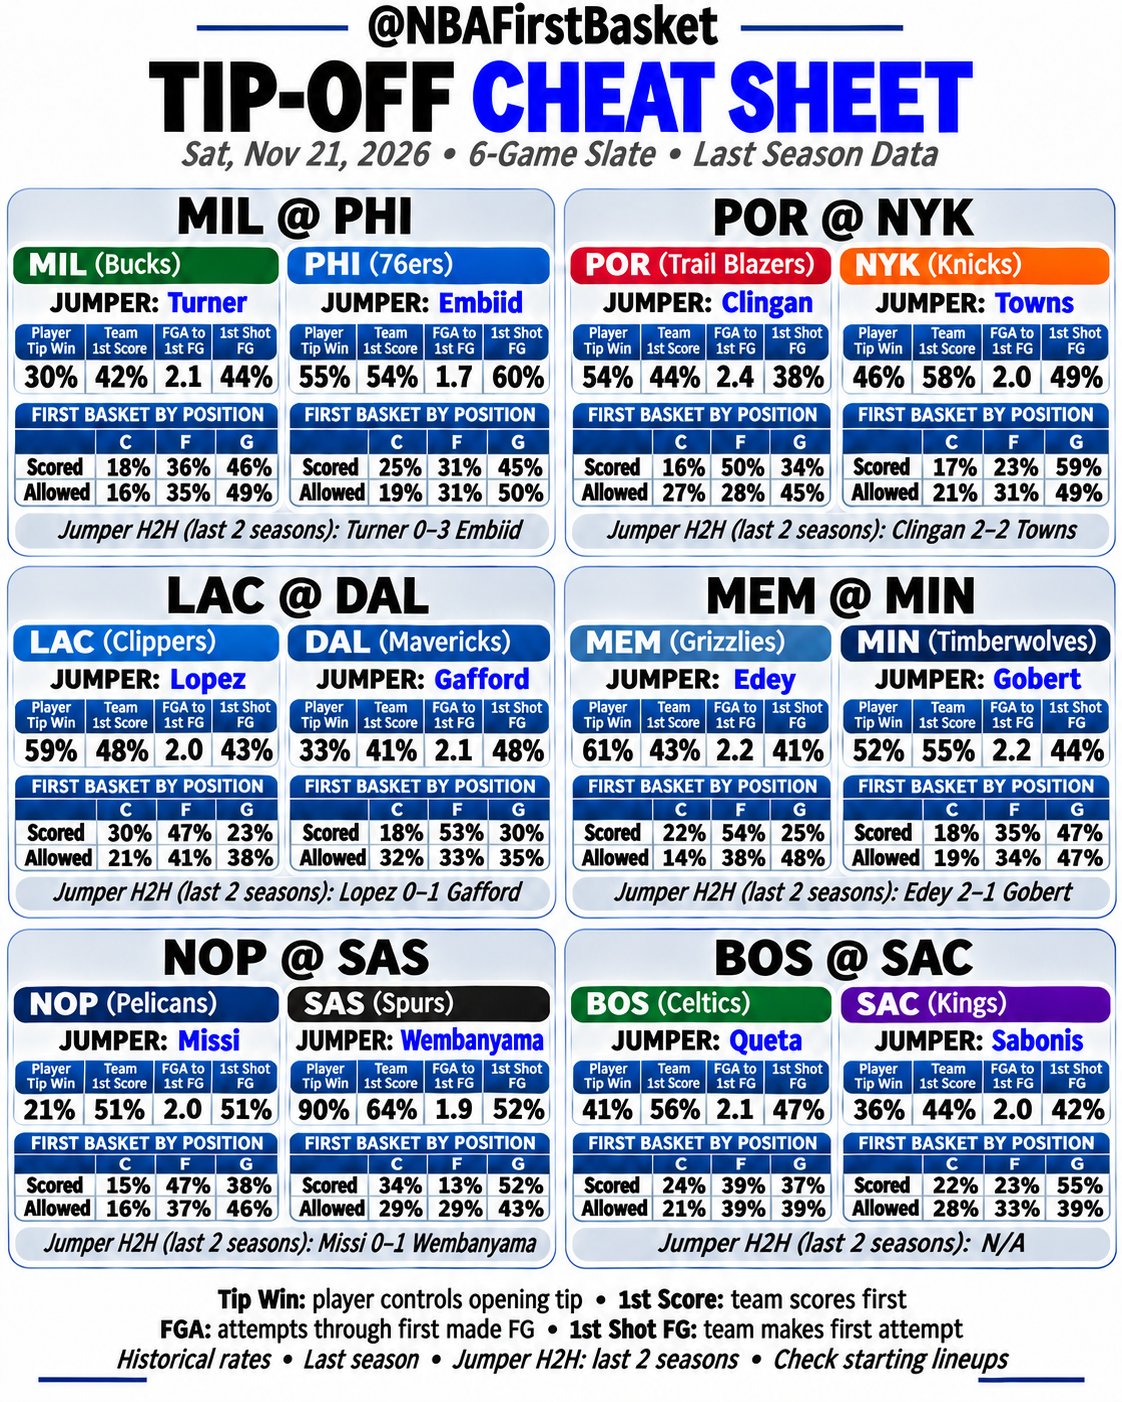 @NBAFirstBasket
TIP-OFF CHEAT SHEET
Sat, Nov 21, 2026 • 6-Game Slate • Last Season Data
MIL @ PHI
MIL (Bucks)
JUMPER: Turner
Player Tip Win | Team 1st Score | FGA to 1st FG | 1st Shot FG
30% 42% 2.1 44%
FIRST BASKET BY POSITION
C F G
Scored 18% 36% 46%
Allowed 16% 35% 49%
PHI (76ers)
JUMPER: Embiid
Player Tip Win | Team 1st Score | FGA to 1st FG | 1st Shot FG
55% 54% 1.7 60%
FIRST BASKET BY POSITION
C F G
Scored 25% 31% 45%
Allowed 19% 31% 50%
Jumper H2H (last 2 seasons): Turner 0–3 Embiid
POR @ NYK
POR (Trail Blazers)
JUMPER: Clingan
Player Tip Win | Team 1st Score | FGA to 1st FG | 1st Shot FG
54% 44% 2.4 38%
FIRST BASKET BY POSITION
C F G
Scored 16% 50% 34%
Allowed 27% 28% 45%
NYK (Knicks)
JUMPER: Towns
Player Tip Win | Team 1st Score | FGA to 1st FG | 1st Shot FG
46% 58% 2.0 49%
FIRST BASKET BY POSITION
C F G
Scored 17% 23% 59%
Allowed 21% 31% 49%
Jumper H2H (last 2 seasons): Clingan 2–2 Towns
LAC @ DAL
LAC (Clippers)
JUMPER: Lopez
Player Tip Win | Team 1st Score | FGA to 1st FG | 1st Shot FG
59% 48% 2.0 43%
FIRST BASKET BY POSITION
C F G
Scored 30% 47% 23%
Allowed 21% 41% 38%
DAL (Mavericks)
JUMPER: Gafford
Player Tip Win | Team 1st Score | FGA to 1st FG | 1st Shot FG
33% 41% 2.1 48%
FIRST BASKET BY POSITION
C F G
Scored 18% 53% 30%
Allowed 32% 33% 35%
Jumper H2H (last 2 seasons): Lopez 0–1 Gafford
MEM @ MIN
MEM (Grizzlies)
JUMPER: Edey
Player Tip Win | Team 1st Score | FGA to 1st FG | 1st Shot FG
61% 43% 2.2 41%
FIRST BASKET BY POSITION
C F G
Scored 22% 54% 25%
Allowed 14% 38% 48%
MIN (Timberwolves)
JUMPER: Gobert
Player Tip Win | Team 1st Score | FGA to 1st FG | 1st Shot FG
52% 55% 2.2 44%
FIRST BASKET BY POSITION
C F G
Scored 18% 35% 47%
Allowed 19% 34% 47%
Jumper H2H (last 2 seasons): Edey 2–1 Gobert
NOP @ SAS
NOP (Pelicans)
JUMPER: Missi
Player Tip Win | Team 1st Score | FGA to 1st FG | 1st Shot FG
21% 51% 2.0 51%
FIRST BASKET BY POSITION
C F G
Scored 15% 47% 38%
Allowed 16% 37% 46%
SAS (Spurs)
JUMPER: Wembanyama
Player Tip Win | Team 1st Score | FGA to 1st FG | 1st Shot FG
90% 64% 1.9 52%
FIRST BASKET BY POSITION
C F G
Scored 34% 13% 52%
Allowed 29% 29% 43%
Jumper H2H (last 2 seasons): Missi 0–1 Wembanyama
BOS @ SAC
BOS (Celtics)
JUMPER: Queta
Player Tip Win | Team 1st Score | FGA to 1st FG | 1st Shot FG
41% 56% 2.1 47%
FIRST BASKET BY POSITION
C F G
Scored 24% 39% 37%
Allowed 21% 39% 39%
SAC (Kings)
JUMPER: Sabonis
Player Tip Win | Team 1st Score | FGA to 1st FG | 1st Shot FG
36% 44% 2.0 42%
FIRST BASKET BY POSITION
C F G
Scored 22% 23% 55%
Allowed 28% 33% 39%
Jumper H2H (last 2 seasons): N/A
Tip Win: player controls opening tip • 1st Score: team scores first
FGA: attempts through first made FG • 1st Shot FG: team makes first attempt
Historical rates • Last season • Jumper H2H: last 2 seasons • Check starting lineups